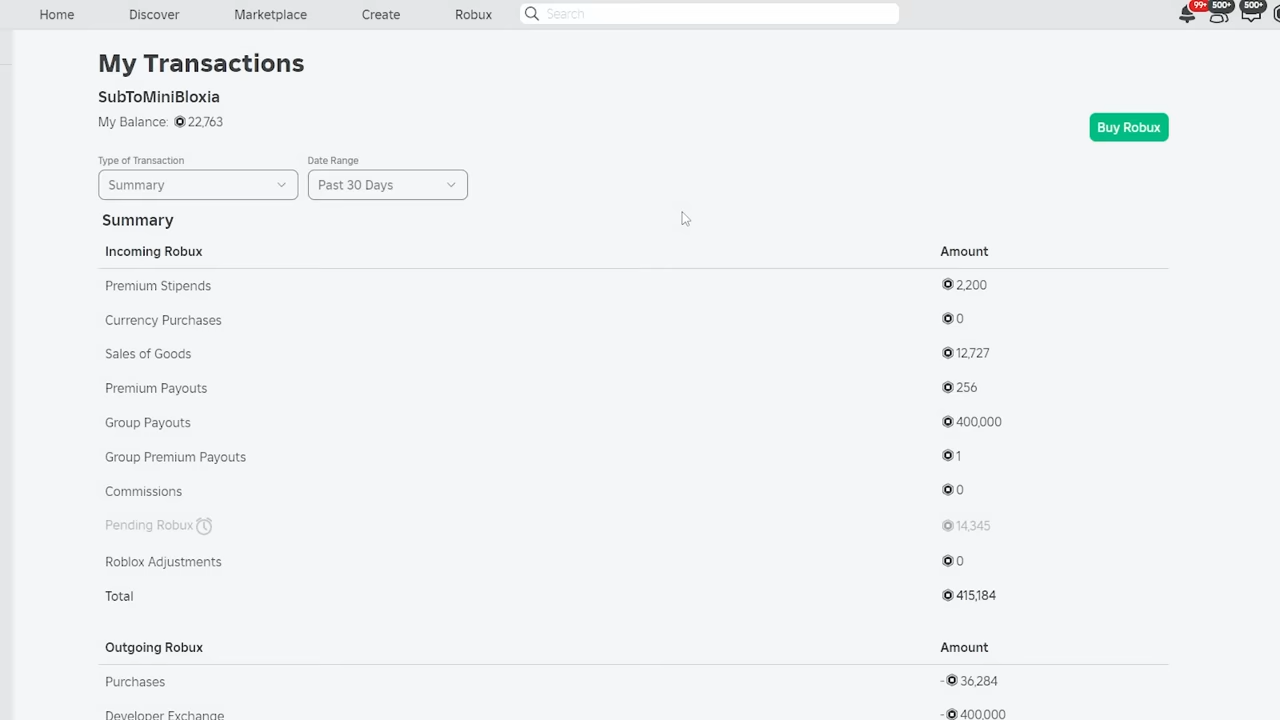 Home Discover Marketplace Create Robux Search 99+ 500+ 500+
My Transactions
SubToMiniBloxia
My Balance: 22,763
Buy Robux
Type of Transaction Date Range
Summary Past 30 Days
Summary
Incoming Robux Amount
Premium Stipends 2,200
Currency Purchases 0
Sales of Goods 12,727
Premium Payouts 256
Group Payouts 400,000
Group Premium Payouts 1
Commissions 0
Pending Robux 14,345
Roblox Adjustments 0
Total 415,184
Outgoing Robux Amount
Purchases -36,284
Developer Exchange -400,000